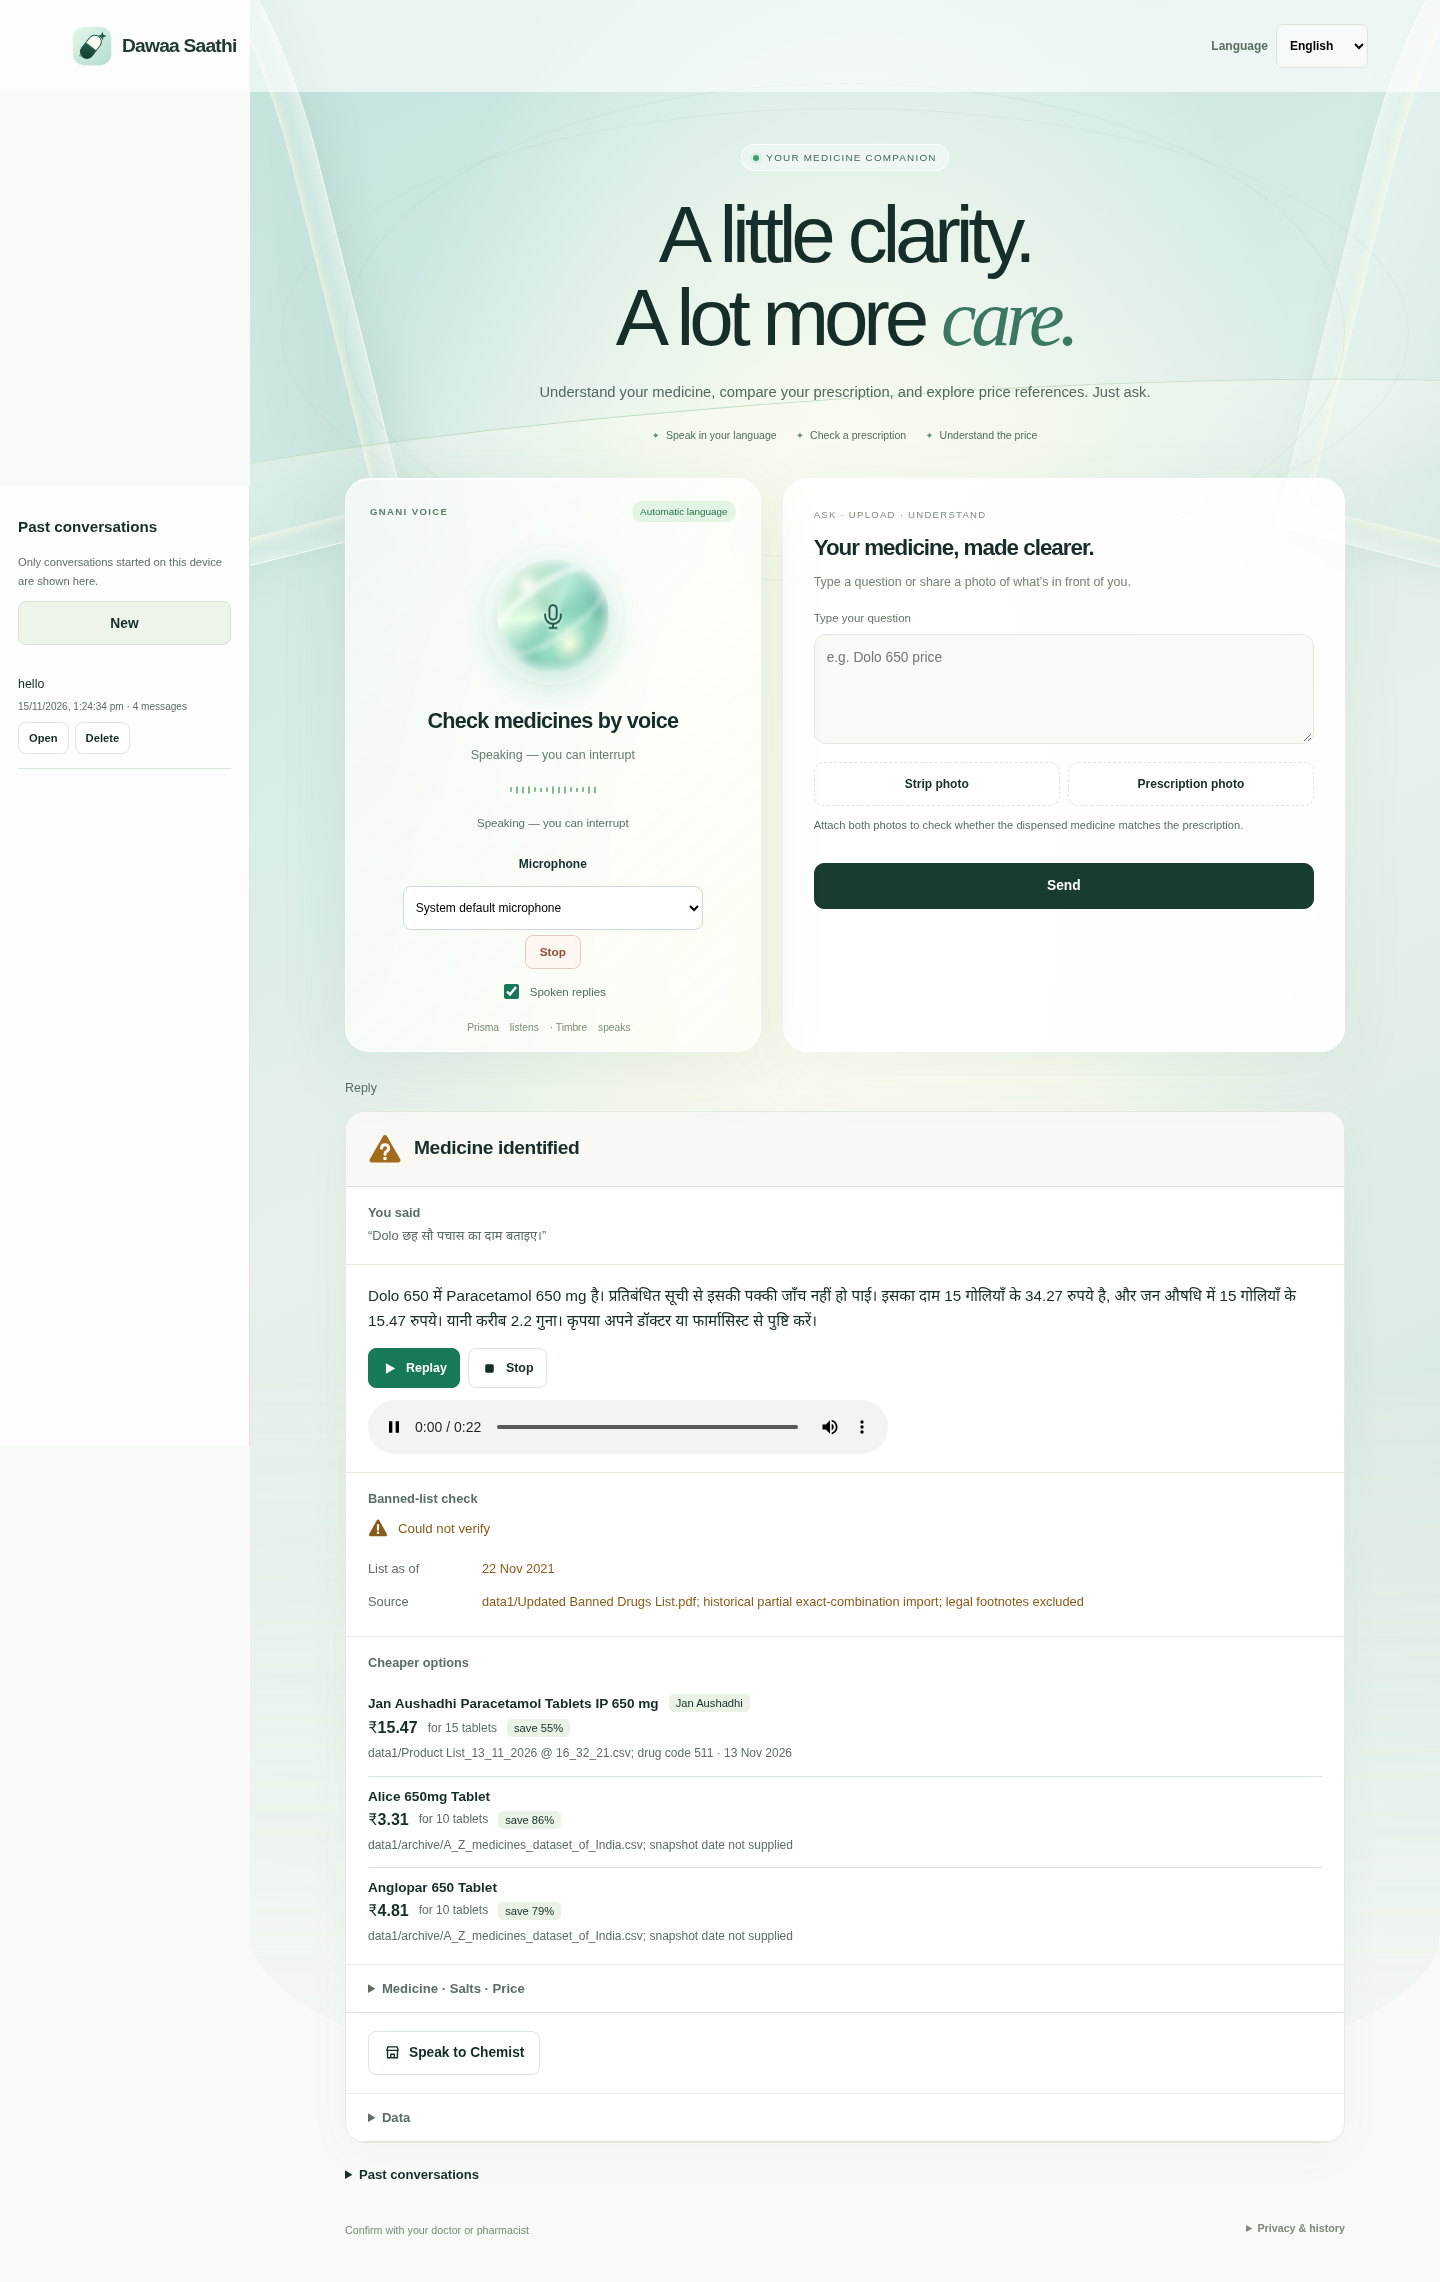 Dawaa Saathi
Language
English
YOUR MEDICINE COMPANION
A little clarity.
A lot more care.
Understand your medicine, compare your prescription, and explore price references. Just ask.
Speak in your language
Check a prescription
Understand the price
Past conversations
Only conversations started on this device
are shown here.
New
hello
15/11/2026, 1:24:34 pm · 4 messages
Open
Delete
GNANI VOICE
Automatic language
Check medicines by voice
Speaking — you can interrupt
Speaking — you can interrupt
Microphone
System default microphone
Stop
Spoken replies
Prisma listens · Timbre speaks
ASK · UPLOAD · UNDERSTAND
Your medicine, made clearer.
Type a question or share a photo of what's in front of you.
Type your question
e.g. Dolo 650 price
Strip photo
Prescription photo
Attach both photos to check whether the dispensed medicine matches the prescription.
Send
Reply
Medicine identified
You said
“Dolo छह सौ पचास का दाम बताइए।”
Dolo 650 में Paracetamol 650 mg है। प्रतिबंधित सूची से इसकी पक्की जाँच नहीं हो पाई। इसका दाम 15 गोलियाँ के 34.27 रुपये है, और जन औषधि में 15 गोलियाँ के
15.47 रुपये। यानी करीब 2.2 गुना। कृपया अपने डॉक्टर या फार्मासिस्ट से पुष्टि करें।
Replay
Stop
0:00 / 0:22
Banned-list check
Could not verify
List as of
22 Nov 2021
Source
data1/Updated Banned Drugs List.pdf; historical partial exact-combination import; legal footnotes excluded
Cheaper options
Jan Aushadhi Paracetamol Tablets IP 650 mg
Jan Aushadhi
₹15.47 for 15 tablets save 55%
data1/Product List_13_11_2026 @ 16_32_21.csv; drug code 511 · 13 Nov 2026
Alice 650mg Tablet
₹3.31 for 10 tablets save 86%
data1/archive/A_Z_medicines_dataset_of_India.csv; snapshot date not supplied
Anglopar 650 Tablet
₹4.81 for 10 tablets save 79%
data1/archive/A_Z_medicines_dataset_of_India.csv; snapshot date not supplied
Medicine · Salts · Price
Speak to Chemist
Data
Past conversations
Confirm with your doctor or pharmacist
Privacy & history